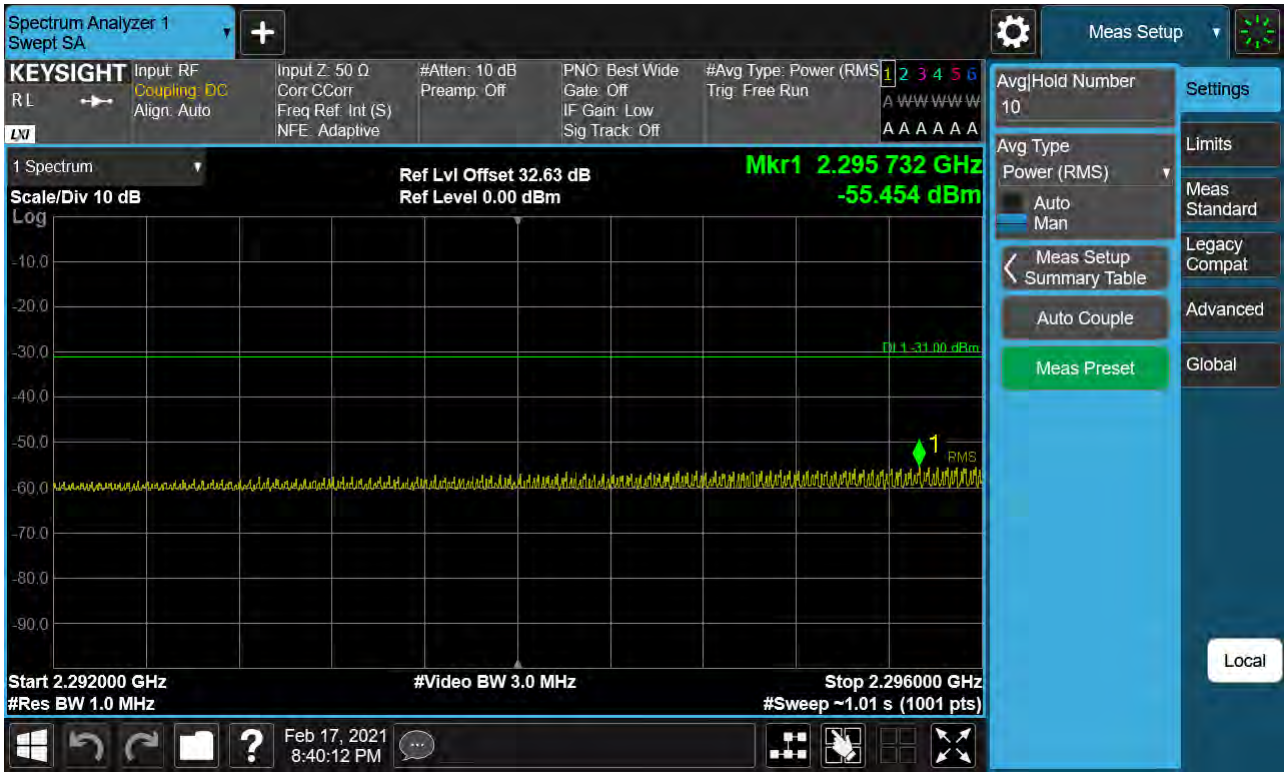 Spectrum Analyzer 1
Swept SA
+
Meas Setup
KEYSIGHT
RL
LXI
Input: RF
Coupling: DC
Align: Auto
Input Z: 50 Ω
Corr CCorr
Freq Ref: Int (S)
NFE: Adaptive
#Atten: 10 dB
Preamp: Off
PNO: Best Wide
Gate: Off
IF Gain: Low
Sig Track: Off
#Avg Type: Power (RMS
Trig: Free Run
1 2 3 4 5 6
A W W W W W
A A A A A A
1 Spectrum
Scale/Div 10 dB
Log
Ref Lvl Offset 32.63 dB
Ref Level 0.00 dBm
Mkr1 2.295 732 GHz
-55.454 dBm
-10.0
-20.0
-30.0
DL1 -31.00 dBm
-40.0
-50.0
1
RMS
-60.0
-70.0
-80.0
-90.0
Start 2.292000 GHz
#Res BW 1.0 MHz
#Video BW 3.0 MHz
Stop 2.296000 GHz
#Sweep ~1.01 s (1001 pts)
Avg|Hold Number
10
Avg Type
Power (RMS)
Auto
Man
Meas Setup
Summary Table
Auto Couple
Meas Preset
Settings
Limits
Meas
Standard
Legacy
Compat
Advanced
Global
Local
?
Feb 17, 2021
8:40:12 PM